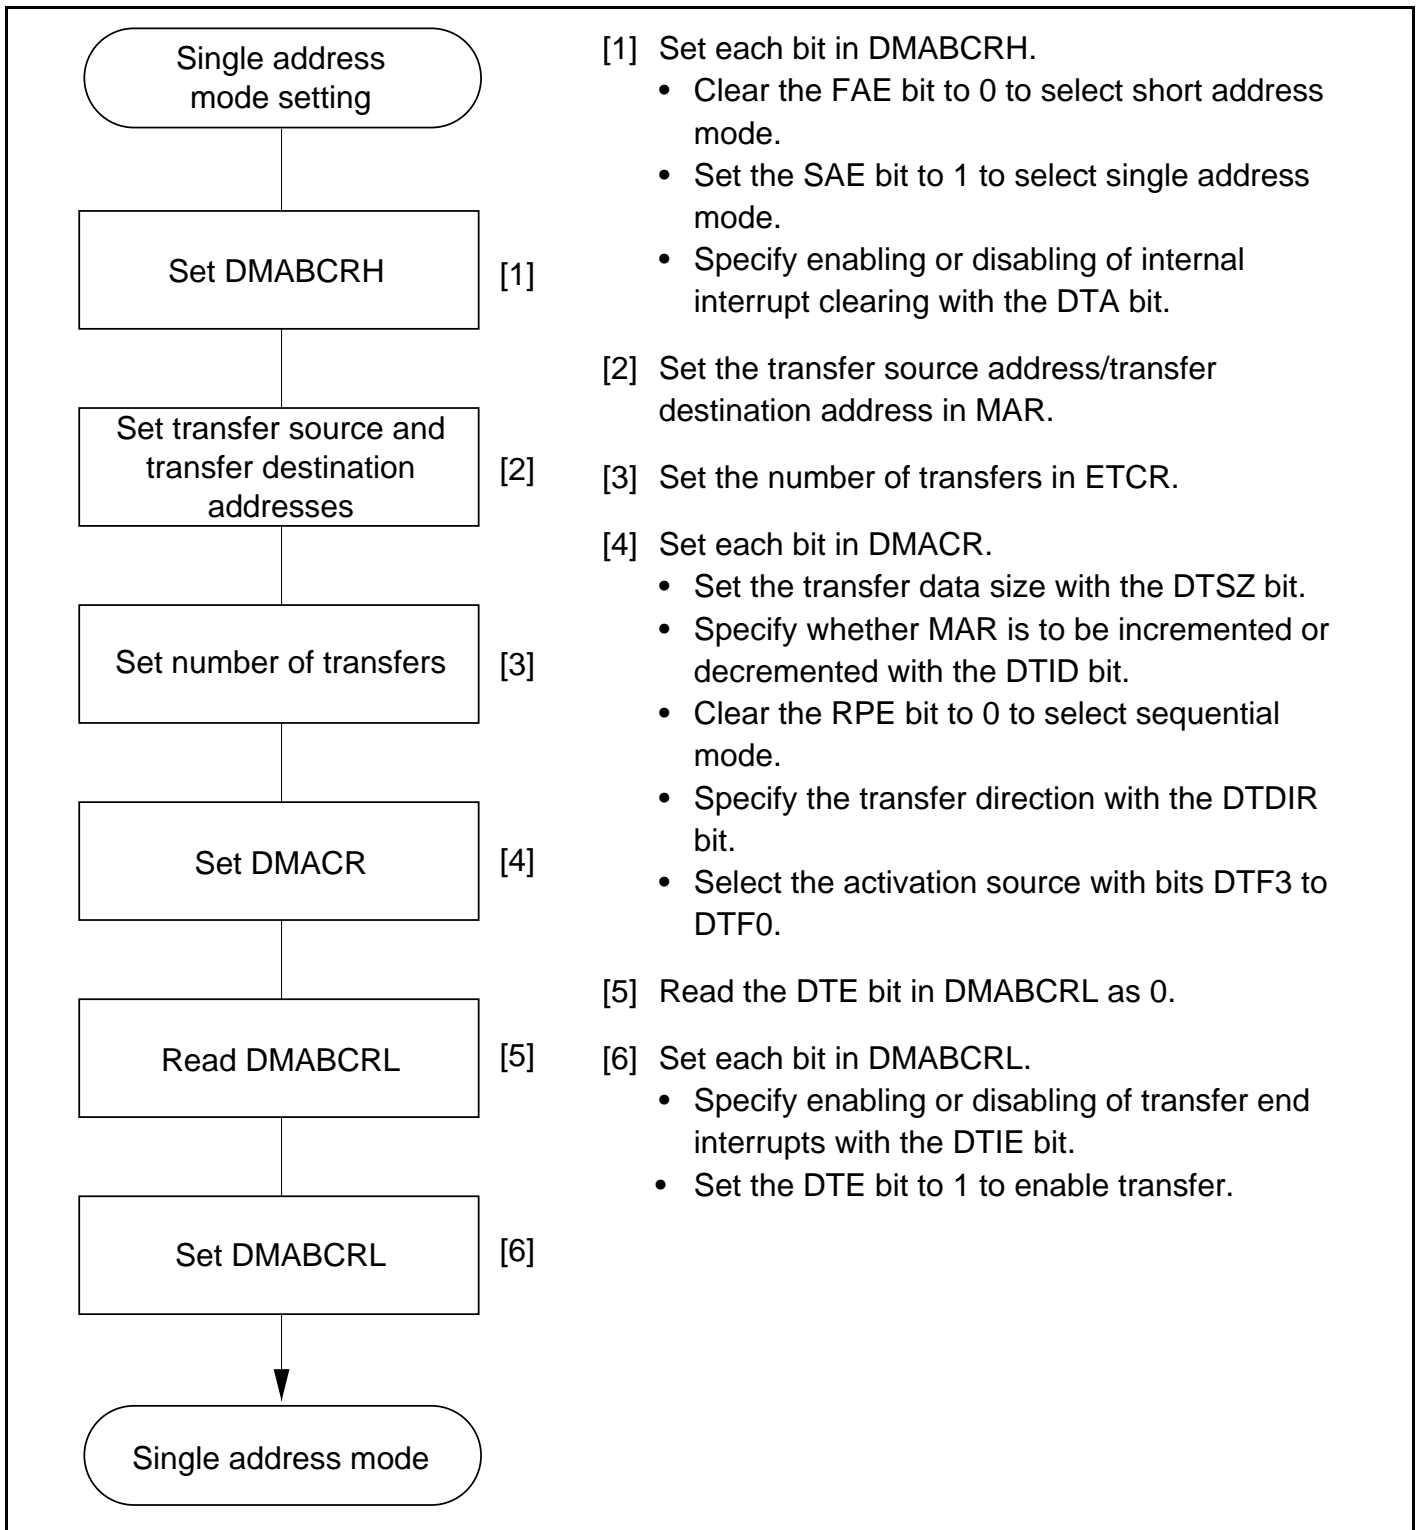 Single address
mode setting
Set DMABCRH
[1]
Set transfer source and
transfer destination
addresses
[2]
Set number of transfers
[3]
Set DMACR
[4]
Read DMABCRL
[5]
Set DMABCRL
[6]
Single address mode
[1] Set each bit in DMABCRH.
• Clear the FAE bit to 0 to select short address
mode.
• Set the SAE bit to 1 to select single address
mode.
• Specify enabling or disabling of internal
interrupt clearing with the DTA bit.
[2] Set the transfer source address/transfer
destination address in MAR.
[3] Set the number of transfers in ETCR.
[4] Set each bit in DMACR.
• Set the transfer data size with the DTSZ bit.
• Specify whether MAR is to be incremented or
decremented with the DTID bit.
• Clear the RPE bit to 0 to select sequential
mode.
• Specify the transfer direction with the DTDIR
bit.
• Select the activation source with bits DTF3 to
DTF0.
[5] Read the DTE bit in DMABCRL as 0.
[6] Set each bit in DMABCRL.
• Specify enabling or disabling of transfer end
interrupts with the DTIE bit.
• Set the DTE bit to 1 to enable transfer.